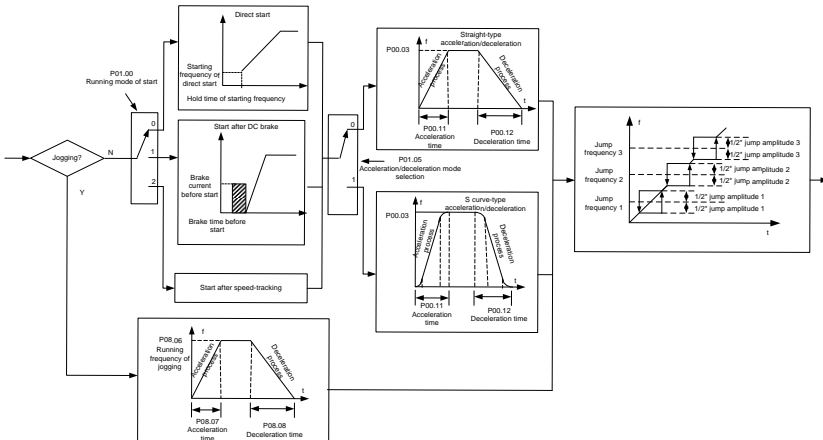 P01.00
Running mode of start
Jogging?
N
Y
0
1
2
Direct start
Starting
frequency of
direct start
Hold time of starting frequency
Start after DC brake
Brake
current
before start
Brake time before
start
Start after speed-tracking
0
1
P01.05
Acceleration/deceleration mode
selection
Straight-type
acceleration/deceleration
f
P00.03
Acceleration
process
Deceleration
process
t
P00.11
Acceleration
time
P00.12
Deceleration time
S curve-type
acceleration/deceleration
f
P00.03
Acceleration
process
Deceleration
process
t
P00.11
Acceleration
time
P00.12
Deceleration time
f
P08.06
Running
frequency of
jogging
Acceleration
process
Deceleration
process
t
P08.07
Acceleration
time
P08.08
Deceleration time
f
Jump
frequency 3
1/2* jump amplitude 3
1/2* jump amplitude 3
Jump
frequency 2
1/2* jump amplitude 2
1/2* jump amplitude 2
Jump
frequency 1
1/2* jump amplitude 1
1/2* jump amplitude 1
t